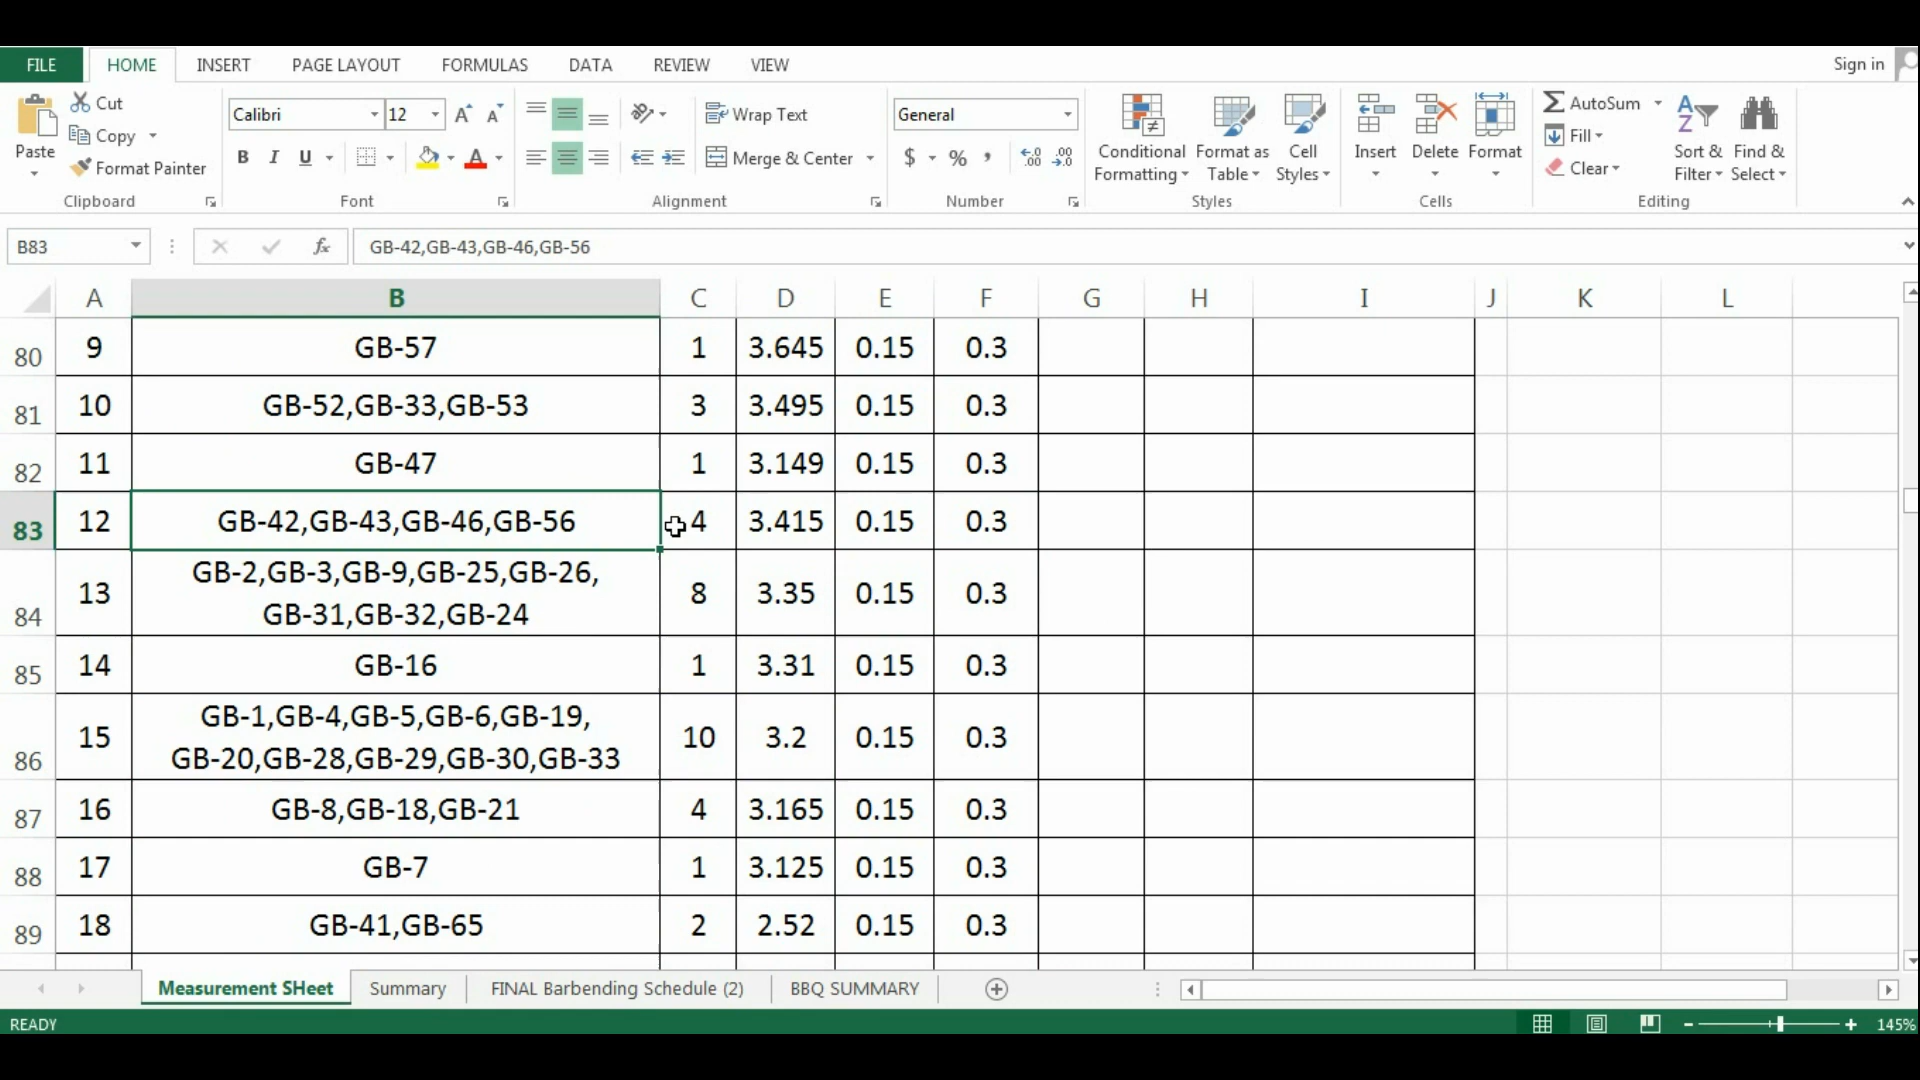 FILE HOME INSERT PAGE LAYOUT FORMULAS DATA REVIEW VIEW Sign in
Cut
Copy
Format Painter
Paste
Clipboard
Calibri 12
B I U A
Font
Wrap Text
Merge & Center
Alignment
General
$ % , .00 .0
Number
Conditional Formatting
Format as Table
Cell Styles
Styles
Insert Delete Format
Cells
AutoSum
Fill
Clear
Sort & Filter
Find & Select
Editing
B83 fx GB-42,GB-43,GB-46,GB-56
A B C D E F G H I J K L
80 9 GB-57 1 3.645 0.15 0.3
81 10 GB-52,GB-33,GB-53 3 3.495 0.15 0.3
82 11 GB-47 1 3.149 0.15 0.3
83 12 GB-42,GB-43,GB-46,GB-56 4 3.415 0.15 0.3
84 13 GB-2,GB-3,GB-9,GB-25,GB-26,
GB-31,GB-32,GB-24 8 3.35 0.15 0.3
85 14 GB-16 1 3.31 0.15 0.3
86 15 GB-1,GB-4,GB-5,GB-6,GB-19,
GB-20,GB-28,GB-29,GB-30,GB-33 10 3.2 0.15 0.3
87 16 GB-8,GB-18,GB-21 4 3.165 0.15 0.3
88 17 GB-7 1 3.125 0.15 0.3
89 18 GB-41,GB-65 2 2.52 0.15 0.3
Measurement SHeet Summary FINAL Barbending Schedule (2) BBQ SUMMARY
READY 145%